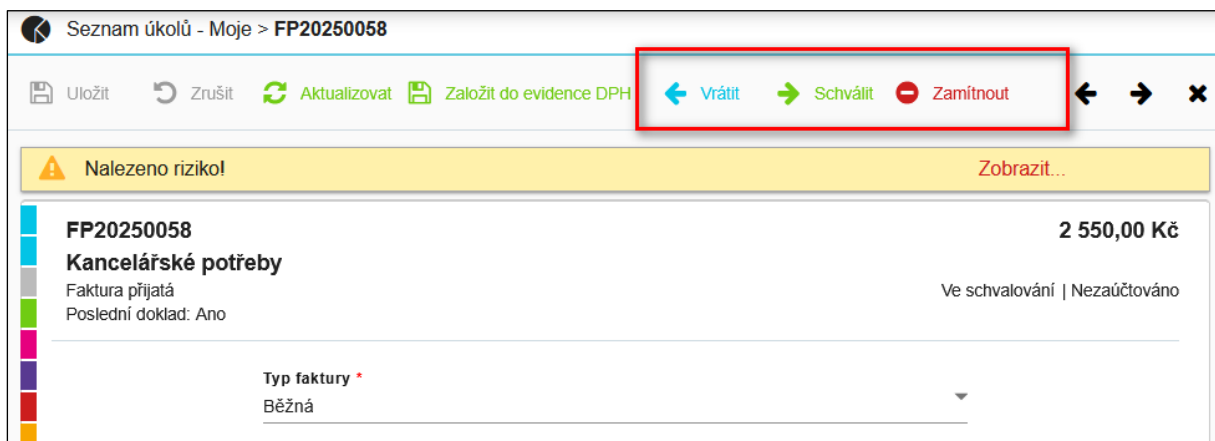 Seznam úkolů - Moje > FP20250058
Uložit Zrušit Aktualizovat Založit do evidence DPH Vrátit Schválit Zamítnout
Nalezeno riziko! Zobrazit...
FP20250058 2 550,00 Kč
Kancelářské potřeby
Faktura přijatá Ve schvalování | Nezaúčtováno
Poslední doklad: Ano
Typ faktury *
Běžná